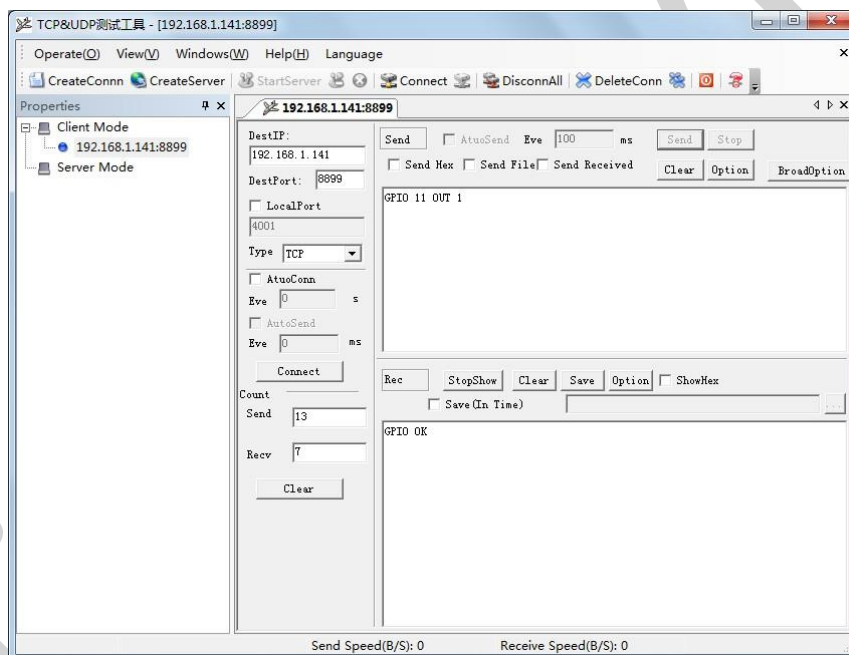 TCP&UDP测试工具 - [192.168.1.141:8899]
Operate(O) View(V) Windows(W) Help(H) Language
CreateConnn CreateServer StartServer Connect DisconnAll DeleteConn
Properties
Client Mode
192.168.1.141:8899
Server Mode
192.168.1.141:8899
DestIP:
192.168.1.141
DestPort: 8899
LocalPort
4001
Type TCP
AtuoConn
Eve 0 s
AutoSend
Eve 0 ms
Connect
Count
Send 13
Recv 7
Clear
Send AtuoSend Eve 100 ms Send Stop
Send Hex Send File Send Received Clear Option BroadOption
GPIO 11 OUT 1
Rec StopShow Clear Save Option ShowHex
Save(In Time) ...
GPIO OK
Send Speed(B/S): 0 Receive Speed(B/S): 0